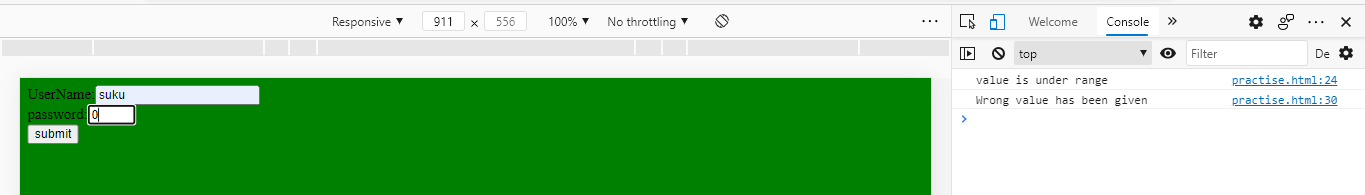 Responsive ▼ 911 × 556 100% ▼ No throttling ▼ ···
Welcome Console » ···
top ▼ Filter De
value is under range practise.html:24
Wrong value has been given practise.html:30
>
UserName: suku
password: 0
submit